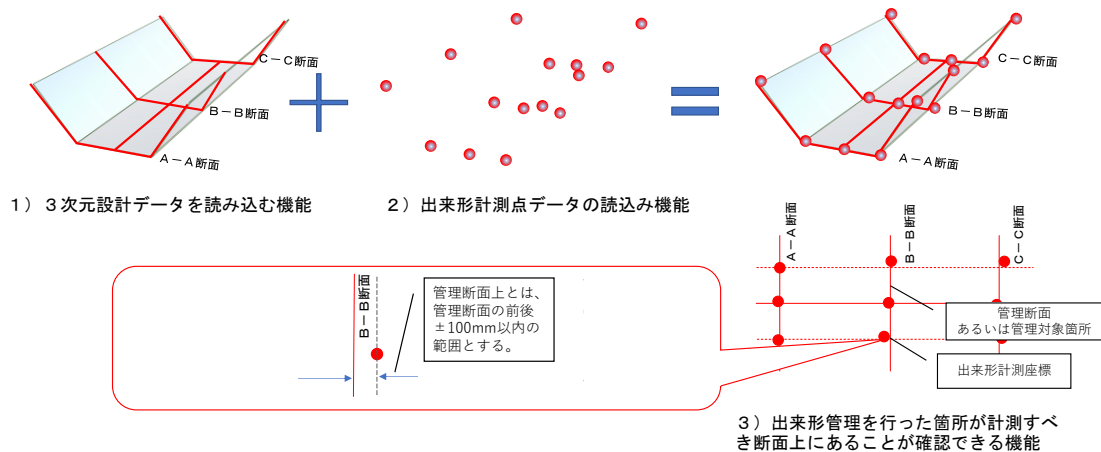 C－C断面
B－B断面
A－A断面
C－C断面
B－B断面
A－A断面
1）３次元設計データを読み込む機能
2）出来形計測点データの読込み機能
A－A断面
B－B断面
C－C断面
B－B断面
管理断面上とは、
管理断面の前後
±100mm以内の
範囲とする。
管理断面
あるいは管理対象箇所
出来形計測座標
３）出来形管理を行った箇所が計測すべ
き断面上にあることが確認できる機能